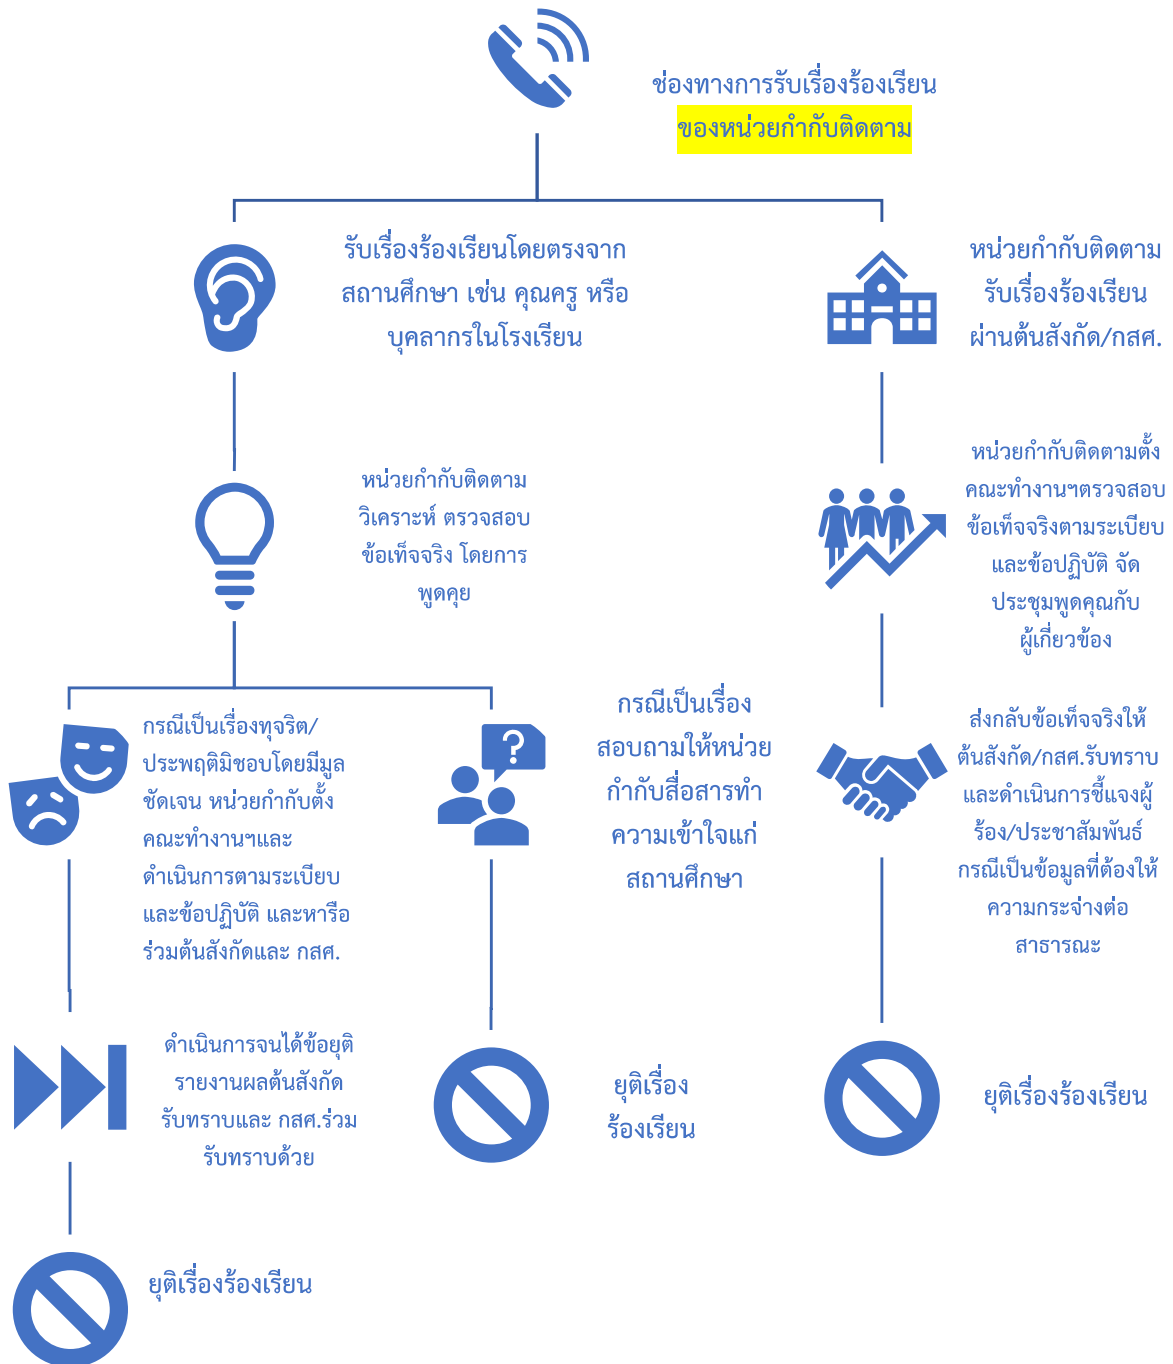 ช่องทางการรับเรื่องร้องเรียน
ของหน่วยกำกับติดตาม
รับเรื่องร้องเรียนโดยตรงจาก
สถานศึกษา เช่น คุณครู หรือ
บุคลากรในโรงเรียน
หน่วยกำกับติดตาม
รับเรื่องร้องเรียน
ผ่านต้นสังกัด/กสศ.
หน่วยกำกับติดตาม
วิเคราะห์ ตรวจสอบ
ข้อเท็จจริง โดยการ
พูดคุย
หน่วยกำกับติดตามตั้ง
คณะทำงานฯตรวจสอบ
ข้อเท็จจริงตามระเบียบ
และข้อปฏิบัติ จัด
ประชุมพูดคุณกับ
ผู้เกี่ยวข้อง
กรณีเป็นเรื่องทุจริต/
ประพฤติมิชอบโดยมีมูล
ชัดเจน หน่วยกำกับตั้ง
คณะทำงานฯและ
ดำเนินการตามระเบียบ
และข้อปฏิบัติ และหารือ
ร่วมต้นสังกัดและ กสศ.
กรณีเป็นเรื่อง
สอบถามให้หน่วย
กำกับสื่อสารทำ
ความเข้าใจแก่
สถานศึกษา
ส่งกลับข้อเท็จจริงให้
ต้นสังกัด/กสศ.รับทราบ
และดำเนินการชี้แจงผู้
ร้อง/ประชาสัมพันธ์
กรณีเป็นข้อมูลที่ต้องให้
ความกระจ่างต่อ
สาธารณะ
ดำเนินการจนได้ข้อยุติ
รายงานผลต้นสังกัด
รับทราบและ กสศ.ร่วม
รับทราบด้วย
ยุติเรื่อง
ร้องเรียน
ยุติเรื่องร้องเรียน
ยุติเรื่องร้องเรียน